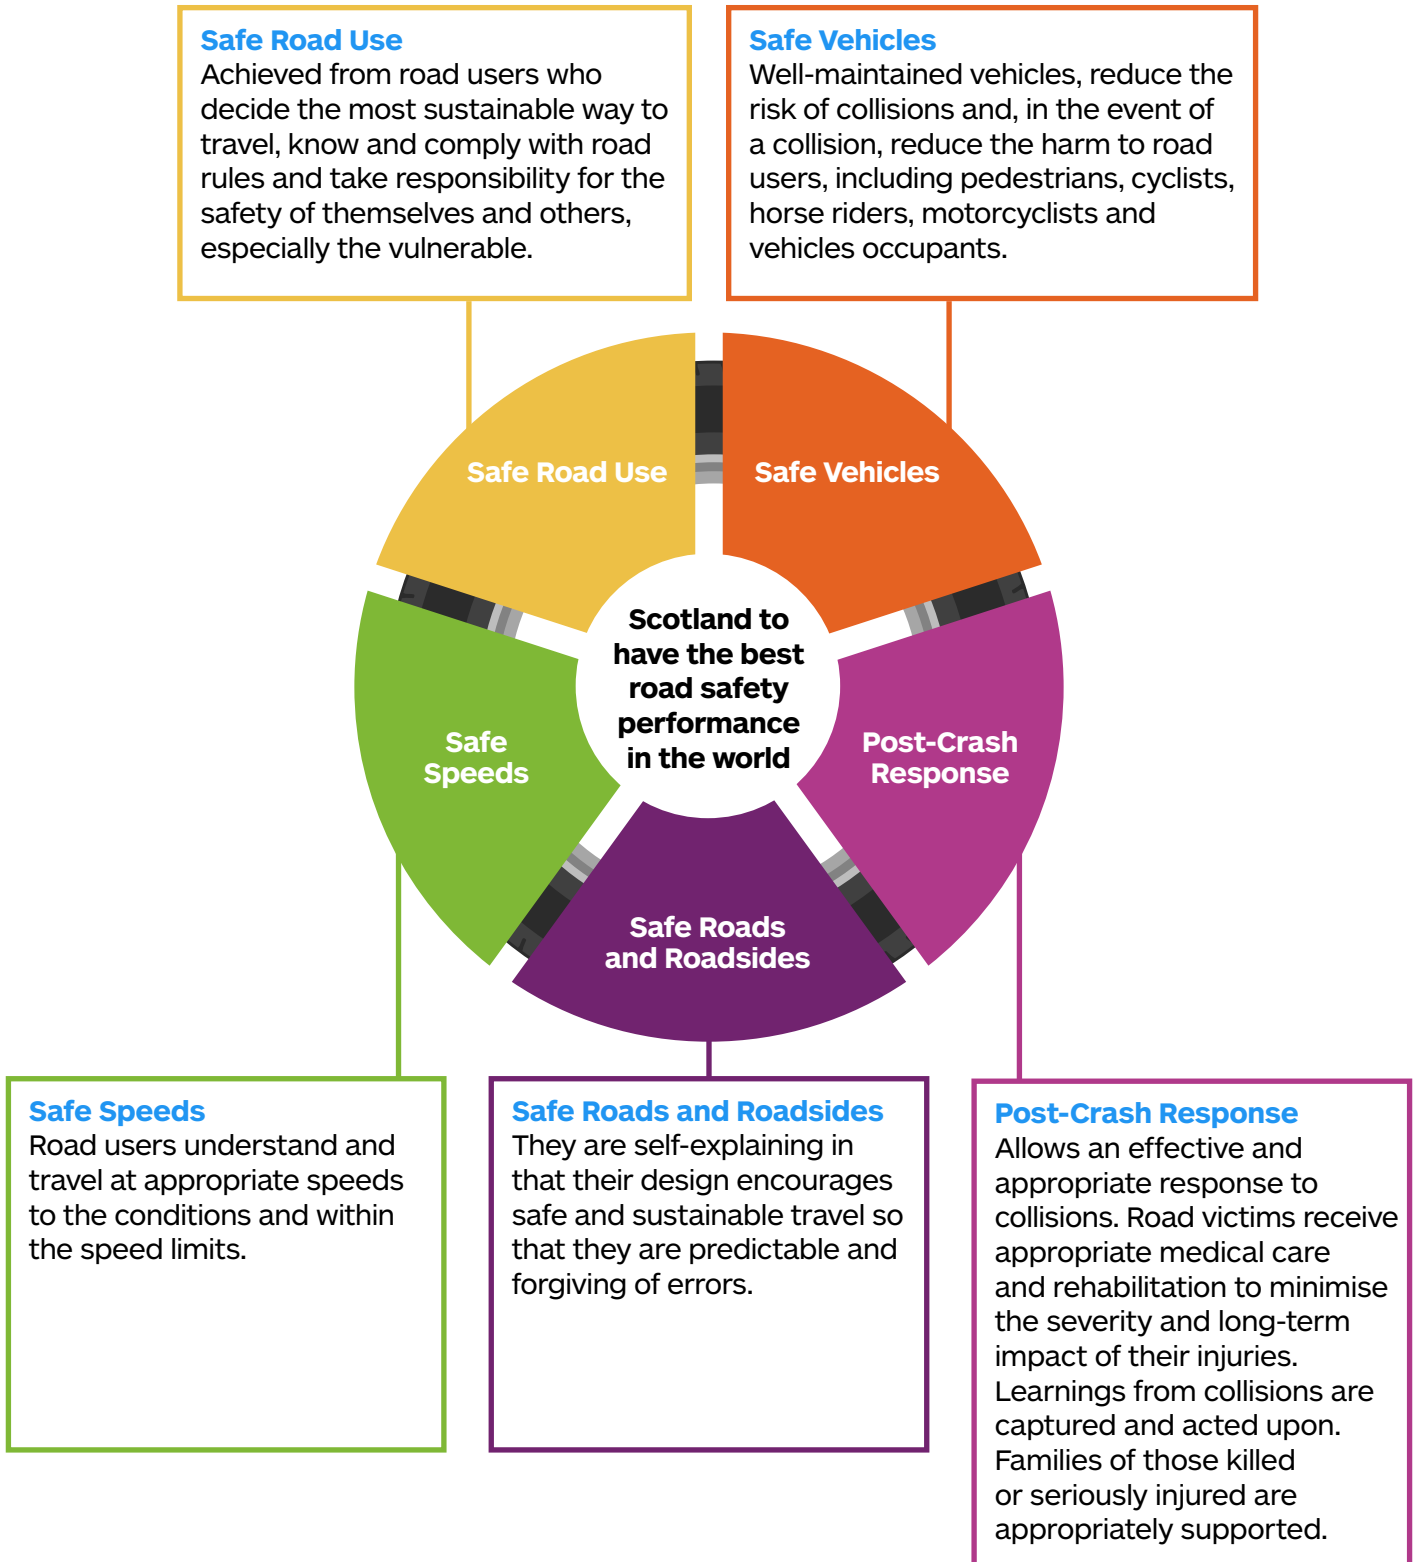 Safe Road Use
Achieved from road users who
decide the most sustainable way to
travel, know and comply with road
rules and take responsibility for the
safety of themselves and others,
especially the vulnerable.
Safe Vehicles
Well-maintained vehicles, reduce the
risk of collisions and, in the event of
a collision, reduce the harm to road
users, including pedestrians, cyclists,
horse riders, motorcyclists and
vehicles occupants.
Safe Road Use
Safe Vehicles
Scotland to
have the best
road safety
performance
in the world
Safe
Speeds
Post-Crash
Response
Safe Roads
and Roadsides
Safe Speeds
Road users understand and
travel at appropriate speeds
to the conditions and within
the speed limits.
Safe Roads and Roadsides
They are self-explaining in
that their design encourages
safe and sustainable travel so
that they are predictable and
forgiving of errors.
Post-Crash Response
Allows an effective and
appropriate response to
collisions. Road victims receive
appropriate medical care
and rehabilitation to minimise
the severity and long-term
impact of their injuries.
Learnings from collisions are
captured and acted upon.
Families of those killed
or seriously injured are
appropriately supported.